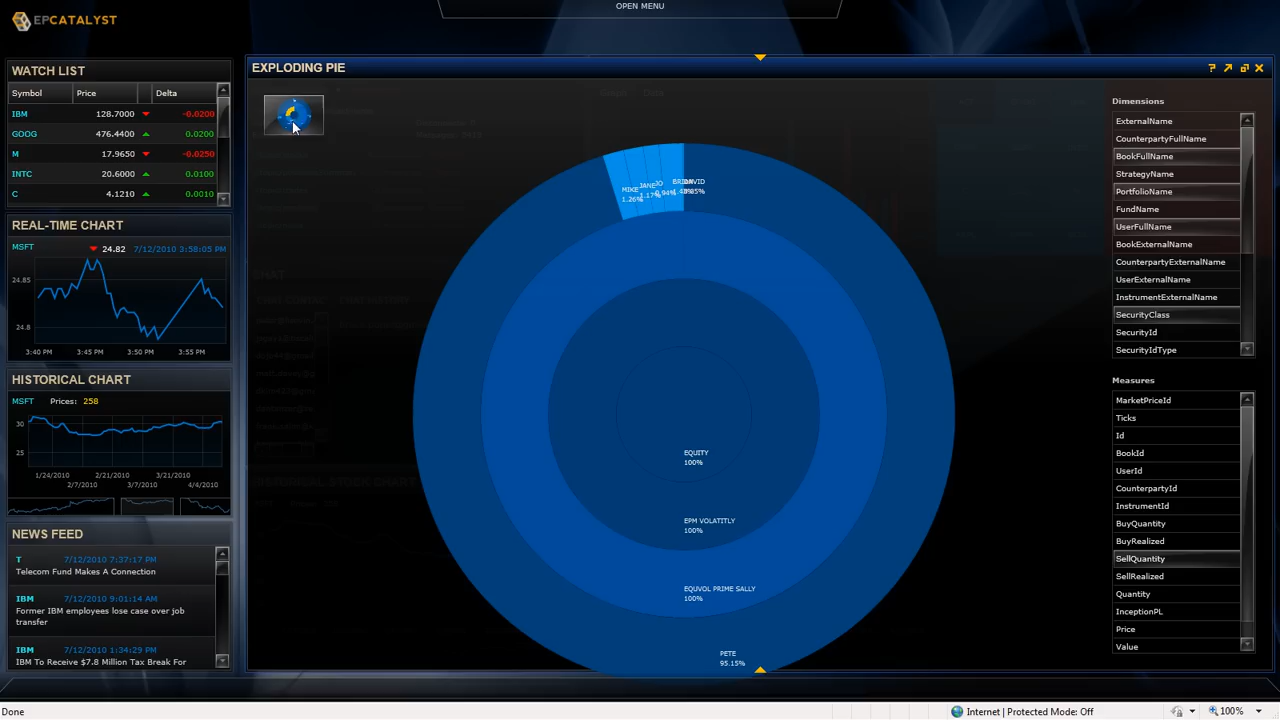 EPCATALYST
OPEN MENU
WATCH LIST
Symbol Price Delta
IBM 128.7000 -0.0200
GOOG 476.4400 0.0200
M 17.9650 -0.0250
INTC 20.6000 0.0100
C 4.1210 0.0010
REAL-TIME CHART
MSFT 24.82 7/12/2010 3:58:05 PM
24.85
24.8
3:40 PM 3:45 PM 3:50 PM 3:55 PM
HISTORICAL CHART
MSFT Prices: 258
30
25
1/24/2010 2/21/2010 3/21/2010
2/7/2010 3/7/2010 4/4/2010
NEWS FEED
T 7/12/2010 7:37:17 PM
Telecom Fund Makes A Connection
IBM 7/12/2010 9:01:14 AM
Former IBM employees lose case over job
transfer
IBM 7/12/2010 1:34:29 PM
IBM To Receive $7.8 Million Tax Break For
EXPLODING PIE
?
Graph Data
MIKE
1.26%
JANE
1.17%
JO
0.94%
DAVID
EQUITY
100%
EPM VOLATITLY
100%
EQUVOL PRIME SALLY
100%
PETE
95.15%
Dimensions
ExternalName
CounterpartyFullName
BookFullName
StrategyName
PortfolioName
FundName
UserFullName
BookExternalName
CounterpartyExternalName
UserExternalName
InstrumentExternalName
SecurityClass
SecurityId
SecurityIdType
Measures
MarketPriceId
Ticks
Id
BookId
UserId
CounterpartyId
InstrumentId
BuyQuantity
BuyRealized
SellQuantity
SellRealized
Quantity
InceptionPL
Price
Value
Done
Internet | Protected Mode: Off
100%